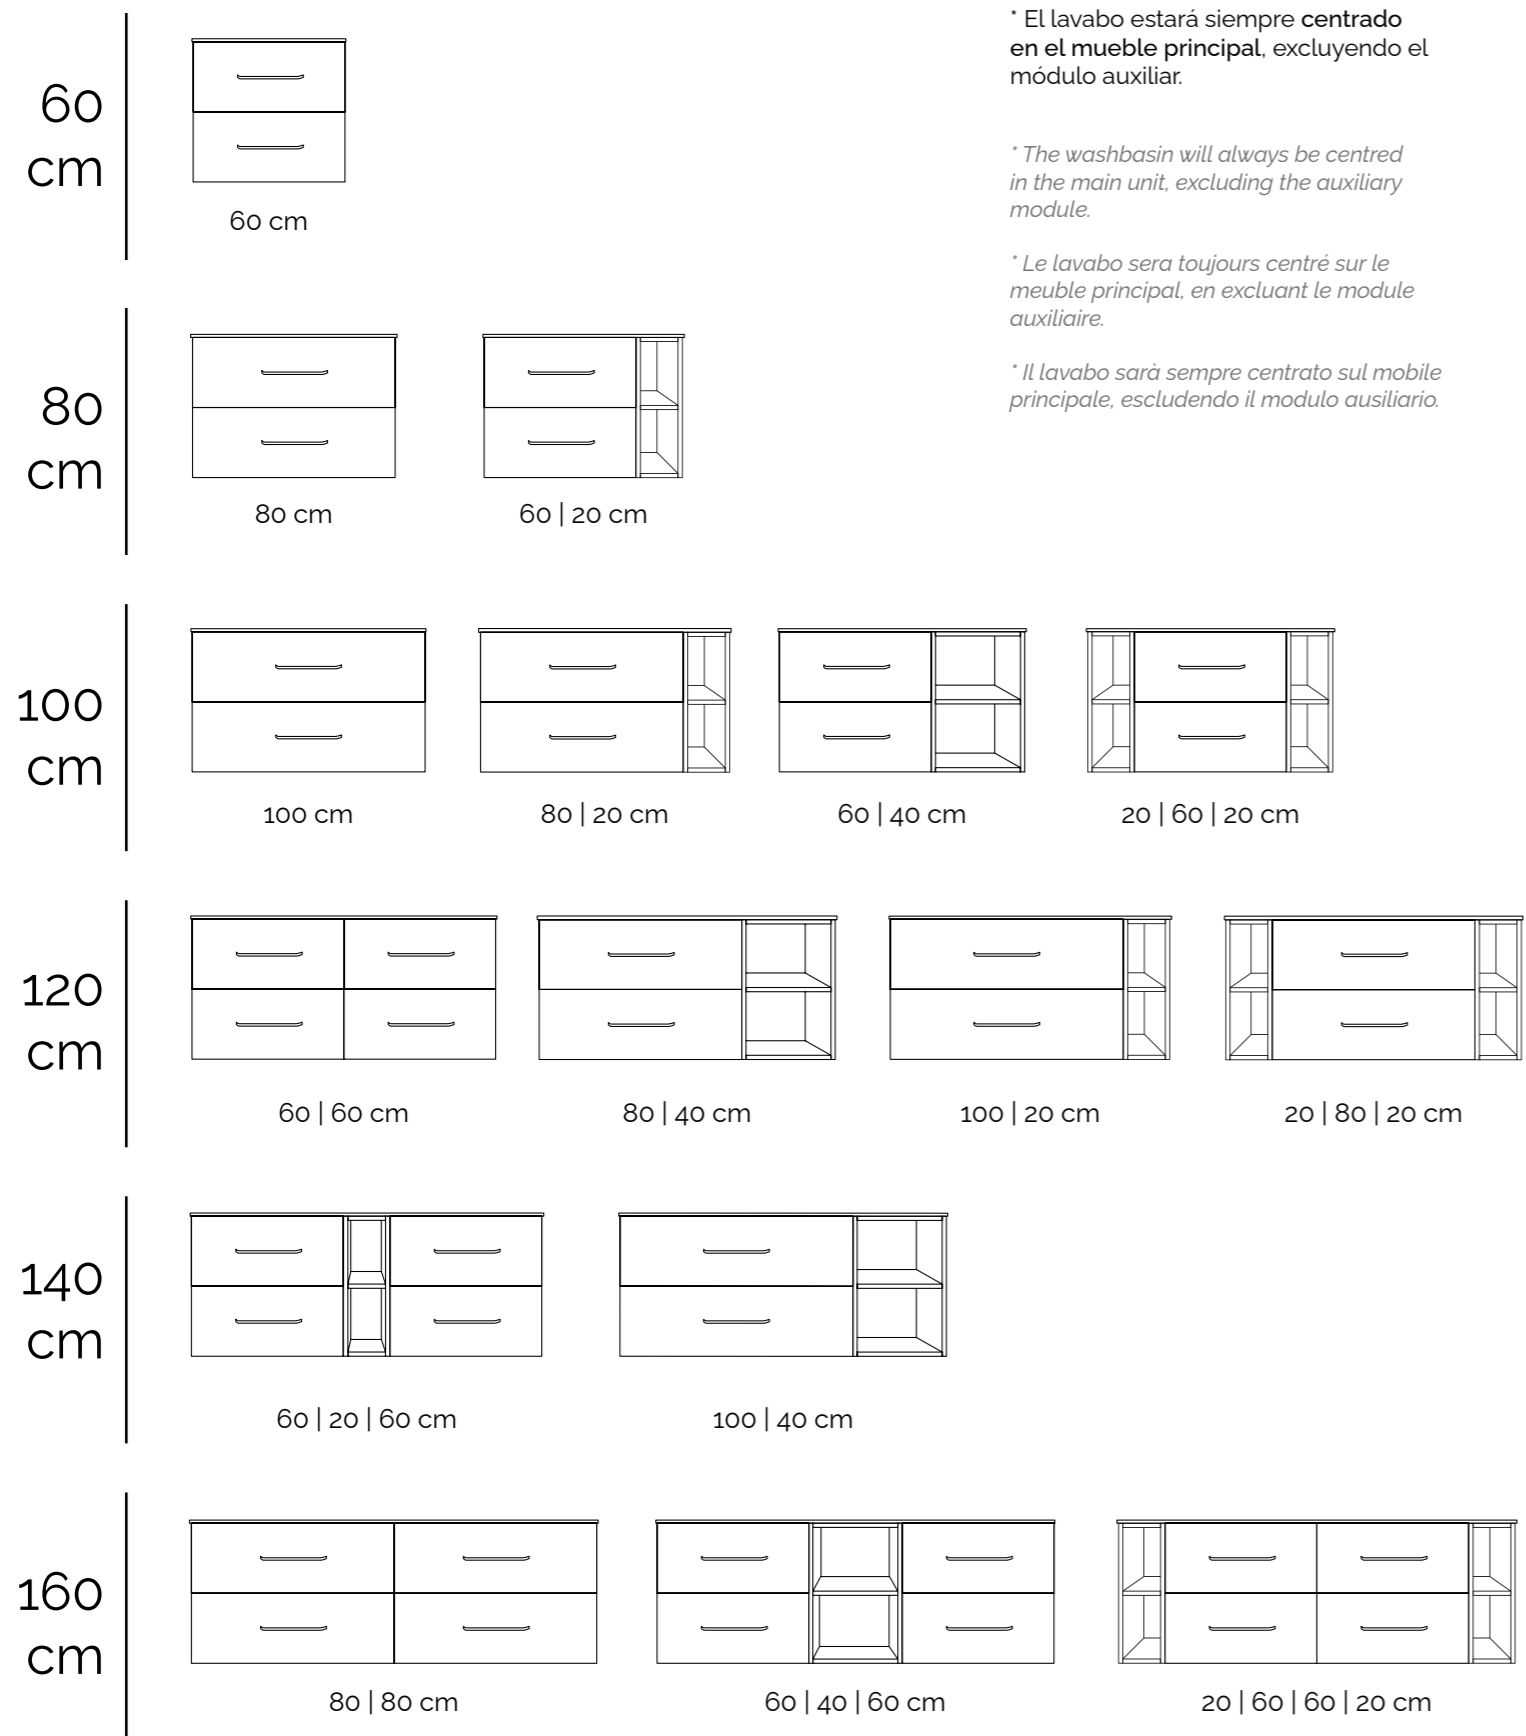 * El lavabo estará siempre centrado
en el mueble principal, excluyendo el
módulo auxiliar.
* The washbasin will always be centred
in the main unit, excluding the auxiliary
module.
* Le lavabo sera toujours centré sur le
meuble principal, en excluant le module
auxiliaire.
* Il lavabo sarà sempre centrato sul mobile
principale, escludendo il modulo ausiliario.
60
cm
60 cm
80
cm
80 cm
60 | 20 cm
100
cm
100 cm
80 | 20 cm
60 | 40 cm
20 | 60 | 20 cm
120
cm
60 | 60 cm
80 | 40 cm
100 | 20 cm
20 | 80 | 20 cm
140
cm
60 | 20 | 60 cm
100 | 40 cm
160
cm
80 | 80 cm
60 | 40 | 60 cm
20 | 60 | 60 | 20 cm